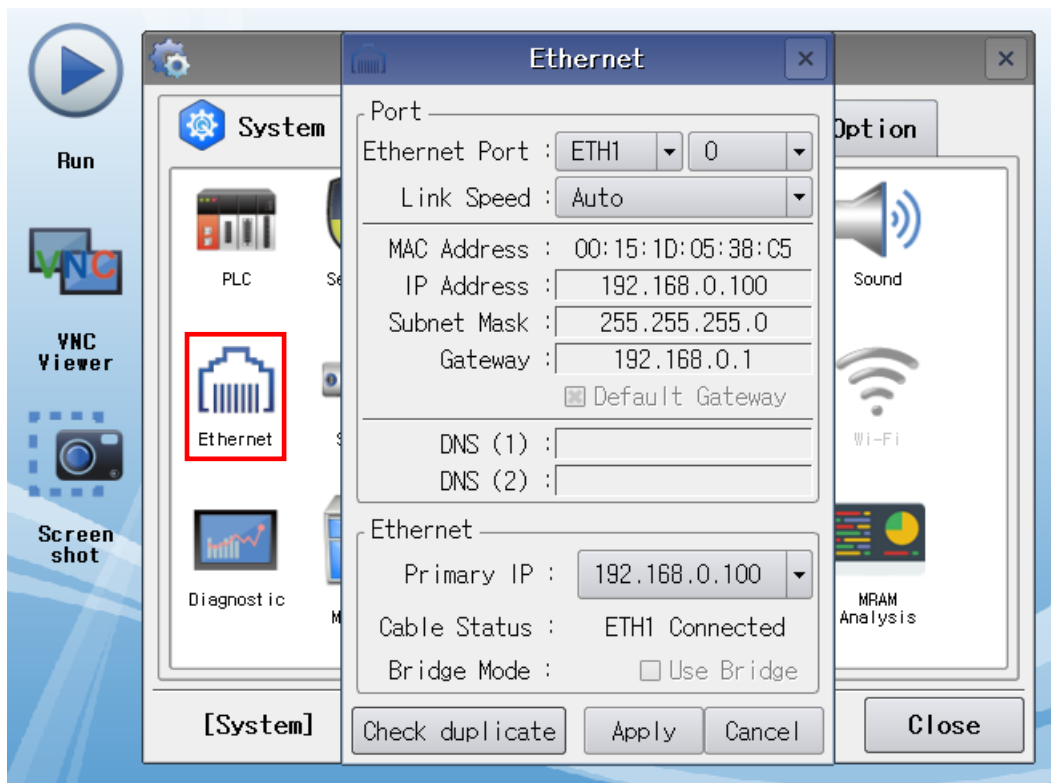 Run
VNC
VNC
Viewer
Screen
shot
System
Option
PLC
Se
Sound
Ethernet
S
Wi-Fi
Diagnostic
M
MRAM
Analysis
[System]
Close
Ethernet
Port
Ethernet Port : ETH1 0
Link Speed : Auto
MAC Address : 00:15:1D:05:38:C5
IP Address : 192.168.0.100
Subnet Mask : 255.255.255.0
Gateway : 192.168.0.1
Default Gateway
DNS (1) :
DNS (2) :
Ethernet
Primary IP : 192.168.0.100
Cable Status : ETH1 Connected
Bridge Mode : Use Bridge
Check duplicate Apply Cancel